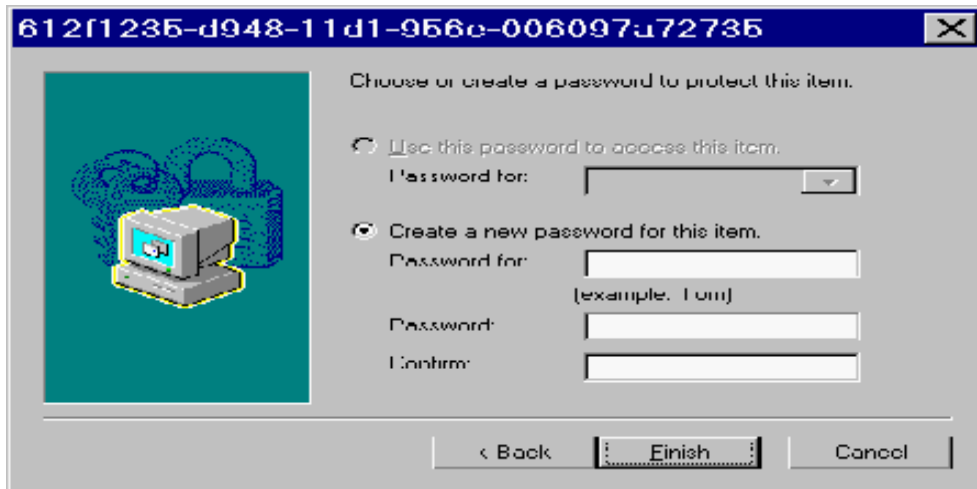 612f1235-d948-11d1-956c-006097a72735
Choose or create a password to protect this item.
Use this password to access this item.
Password for:
Create a new password for this item.
Password for:
(example: Tom)
Password:
Confirm:
< Back
Finish
Cancel